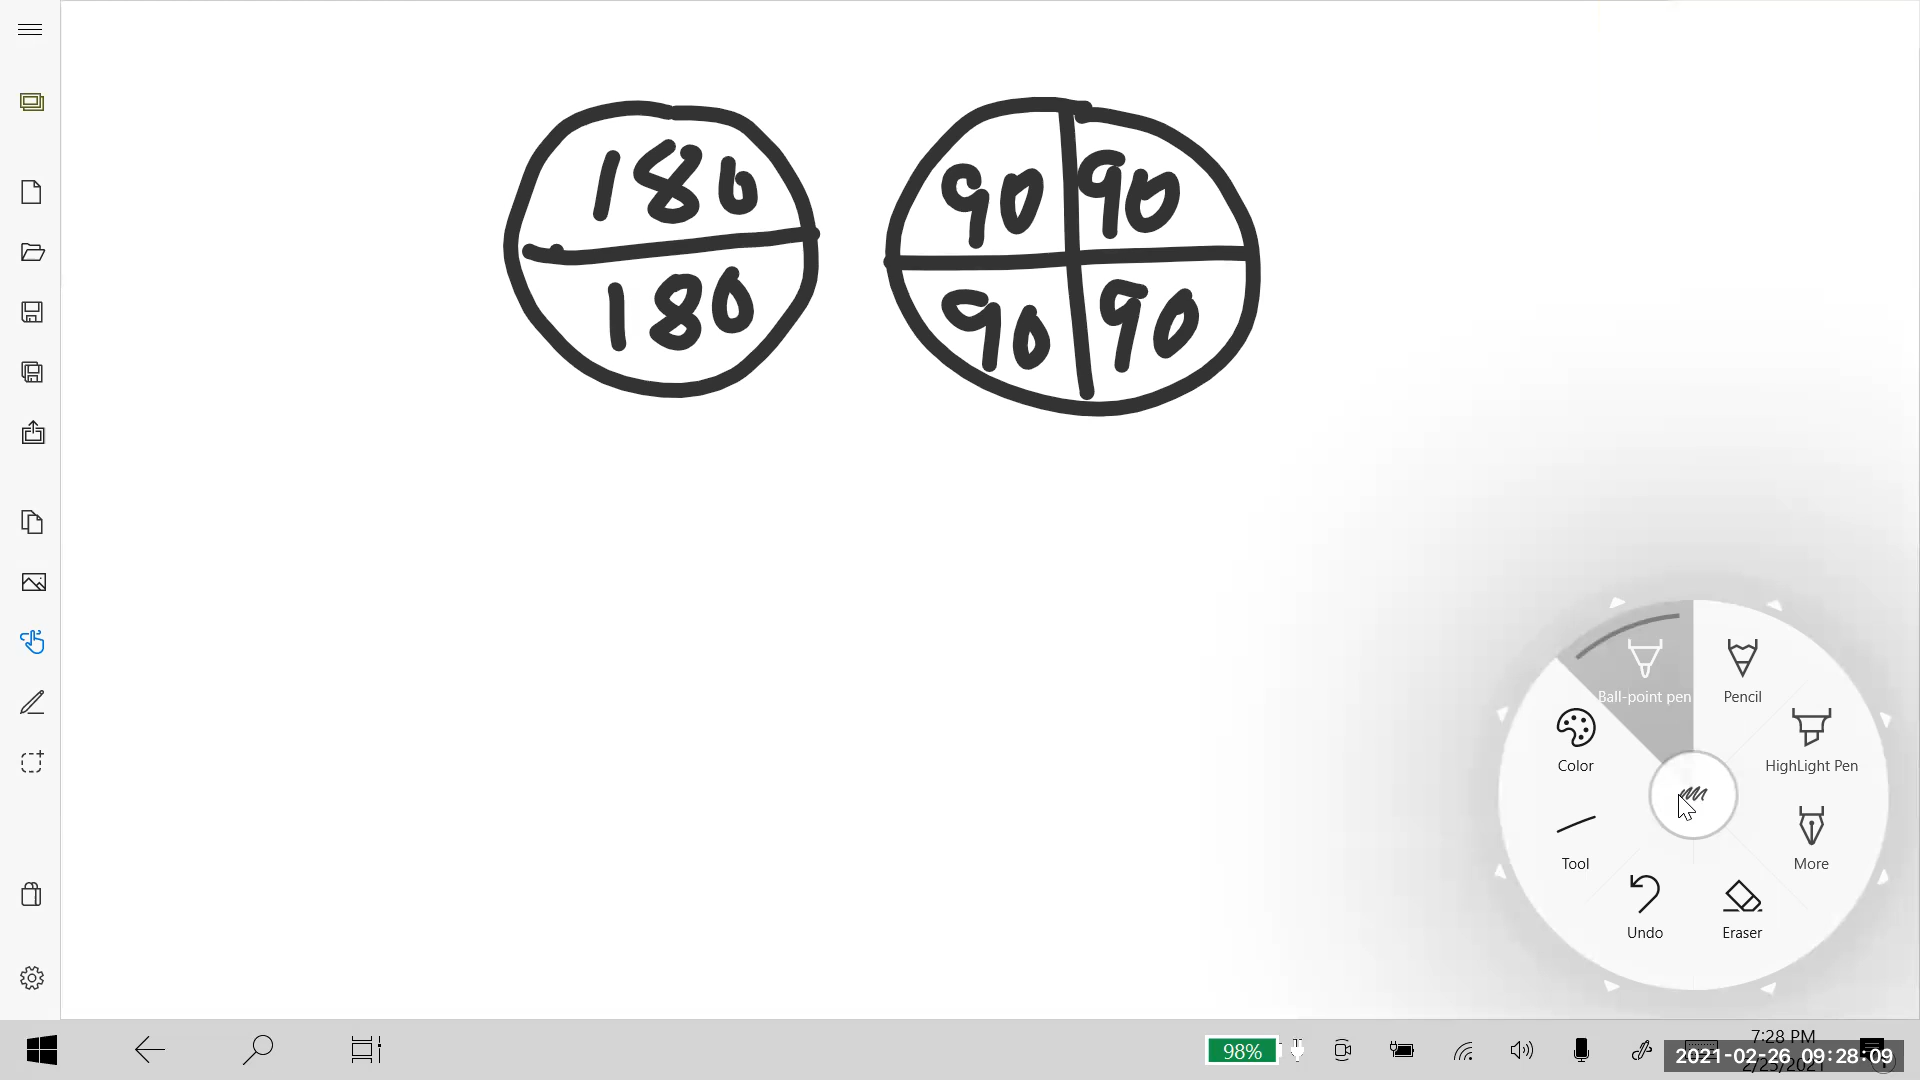 180
180
90 90
90 90
Ball-point pen
Pencil
Color
HighLight Pen
Tool
More
Undo
Eraser
98%
7:28 PM
2021-02-26 09:28:09